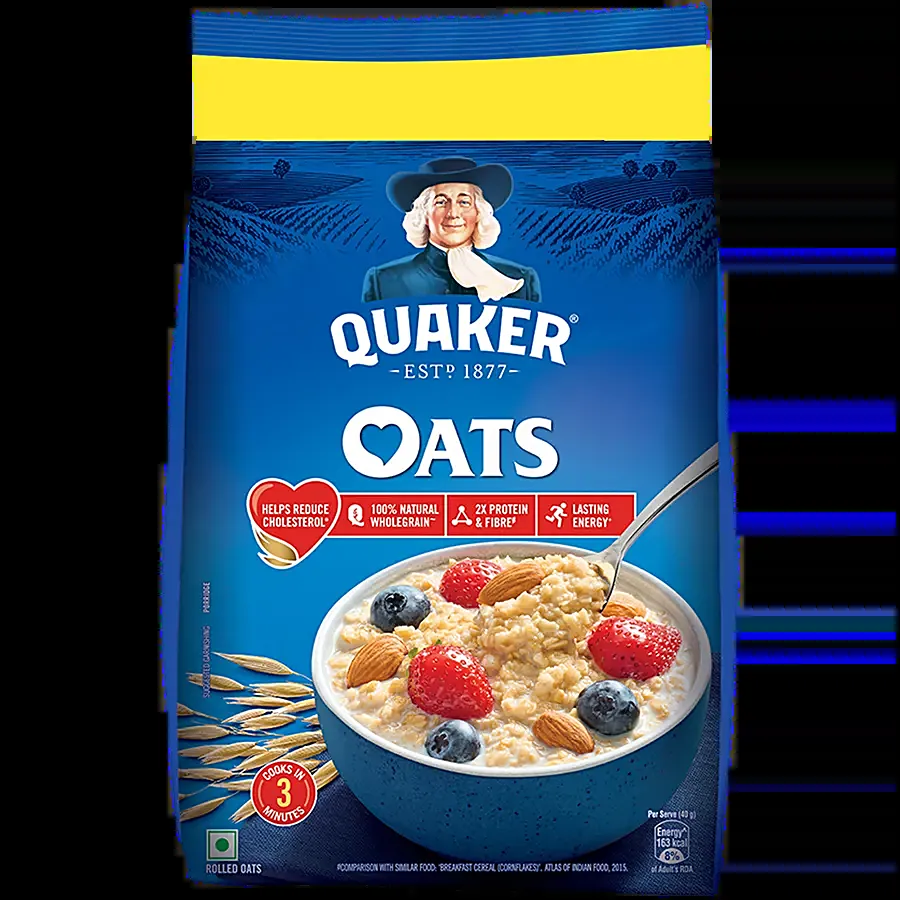 QUAKER®
-ESTD 1877-
OATS
HELPS REDUCE
CHOLESTEROL*
100% NATURAL
WHOLEGRAIN~
2X PROTEIN
& FIBRE#
LASTING
ENERGY^
SUGGESTED GARNISHING PORRIDGE
COOKS IN
3
MINUTES
Per Serve (40 g)
Energy^
163 kcal
8%
of Adult's RDA
ROLLED OATS
#COMPARISON WITH SIMILAR FOOD; 'BREAKFAST CEREAL (CORNFLAKES)', ATLAS OF INDIAN FOOD, 2015.